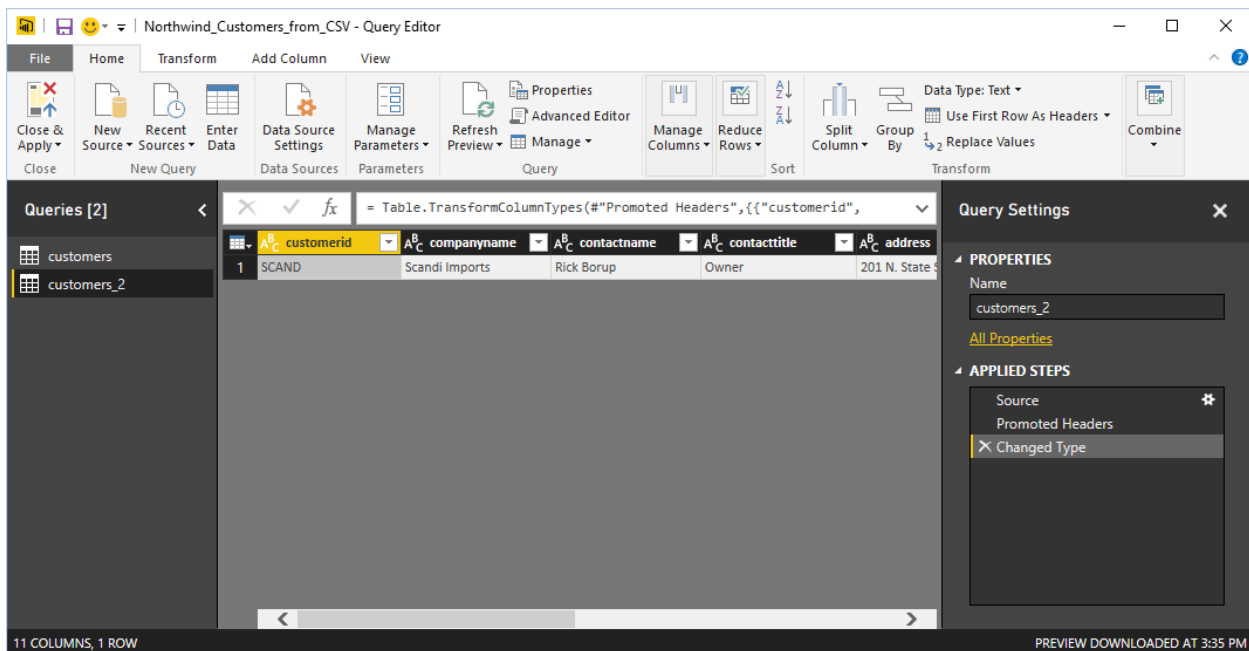 Northwind_Customers_from_CSV - Query Editor
File Home Transform Add Column View
Close & Apply
New Source
Recent Sources
Enter Data
Data Source Settings
Manage Parameters
Refresh Preview
Properties
Advanced Editor
Manage
Manage Columns
Reduce Rows
Split Column
Group By
Data Type: Text
Use First Row As Headers
Replace Values
Combine
Close New Query Data Sources Parameters Query Sort Transform
Queries [2]
customers
customers_2
fx = Table.TransformColumnTypes(#"Promoted Headers",{{"customerid",
customerid companyname contactname contacttitle address
1 SCAND Scandi Imports Rick Borup Owner 201 N. State S
Query Settings
PROPERTIES
Name
customers_2
All Properties
APPLIED STEPS
Source
Promoted Headers
Changed Type
11 COLUMNS, 1 ROW PREVIEW DOWNLOADED AT 3:35 PM